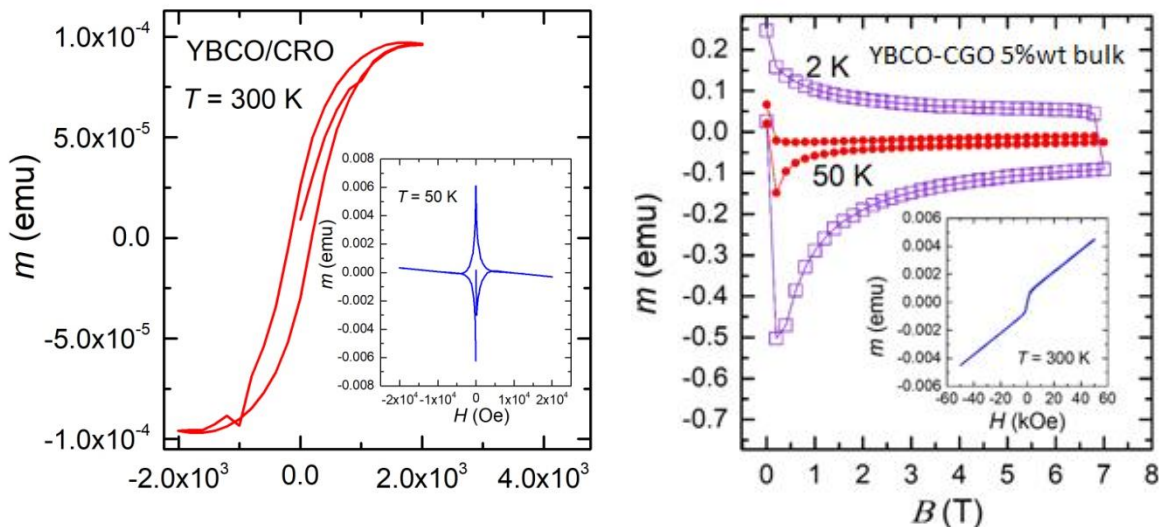 1.0x10⁻⁴
5.0x10⁻⁵
0.0
-5.0x10⁻⁵
-1.0x10⁻⁴
m (emu)
YBCO/CRO
T = 300 K
-2.0x10³
0.0
2.0x10³
4.0x10³
0.008
0.006
0.004
0.002
0.000
-0.002
-0.004
-0.006
0.008
m (emu)
T = 50 K
-2x10⁴
-1x10⁴
0
1x10⁴
2x10⁴
H (Oe)
0.2
0.1
0.0
-0.1
-0.2
-0.3
-0.4
-0.5
-0.6
-0.7
m (emu)
2 K
YBCO-CGO 5%wt bulk
50 K
0
1
2
3
4
5
6
7
8
B (T)
0.006
0.004
0.002
0.000
-0.002
-0.004
-0.006
m (emu)
T = 300 K
-60
-40
-20
0
20
40
60
H (kOe)